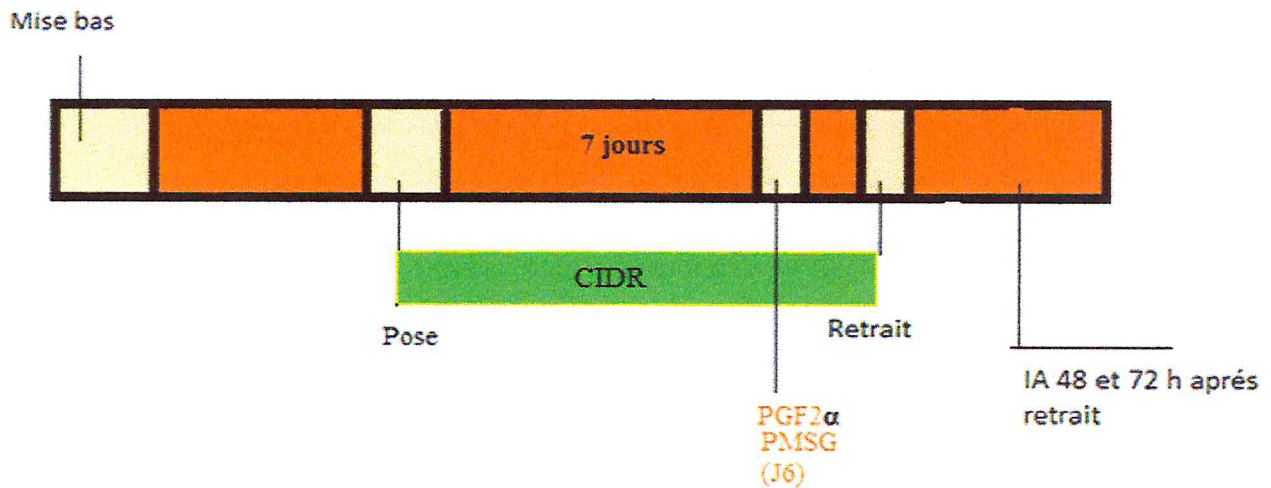 Mise bas
7 jours
CIDR
Pose
Retrait
PGF2α
PMSG
(J6)
IA 48 et 72 h aprés
retrait